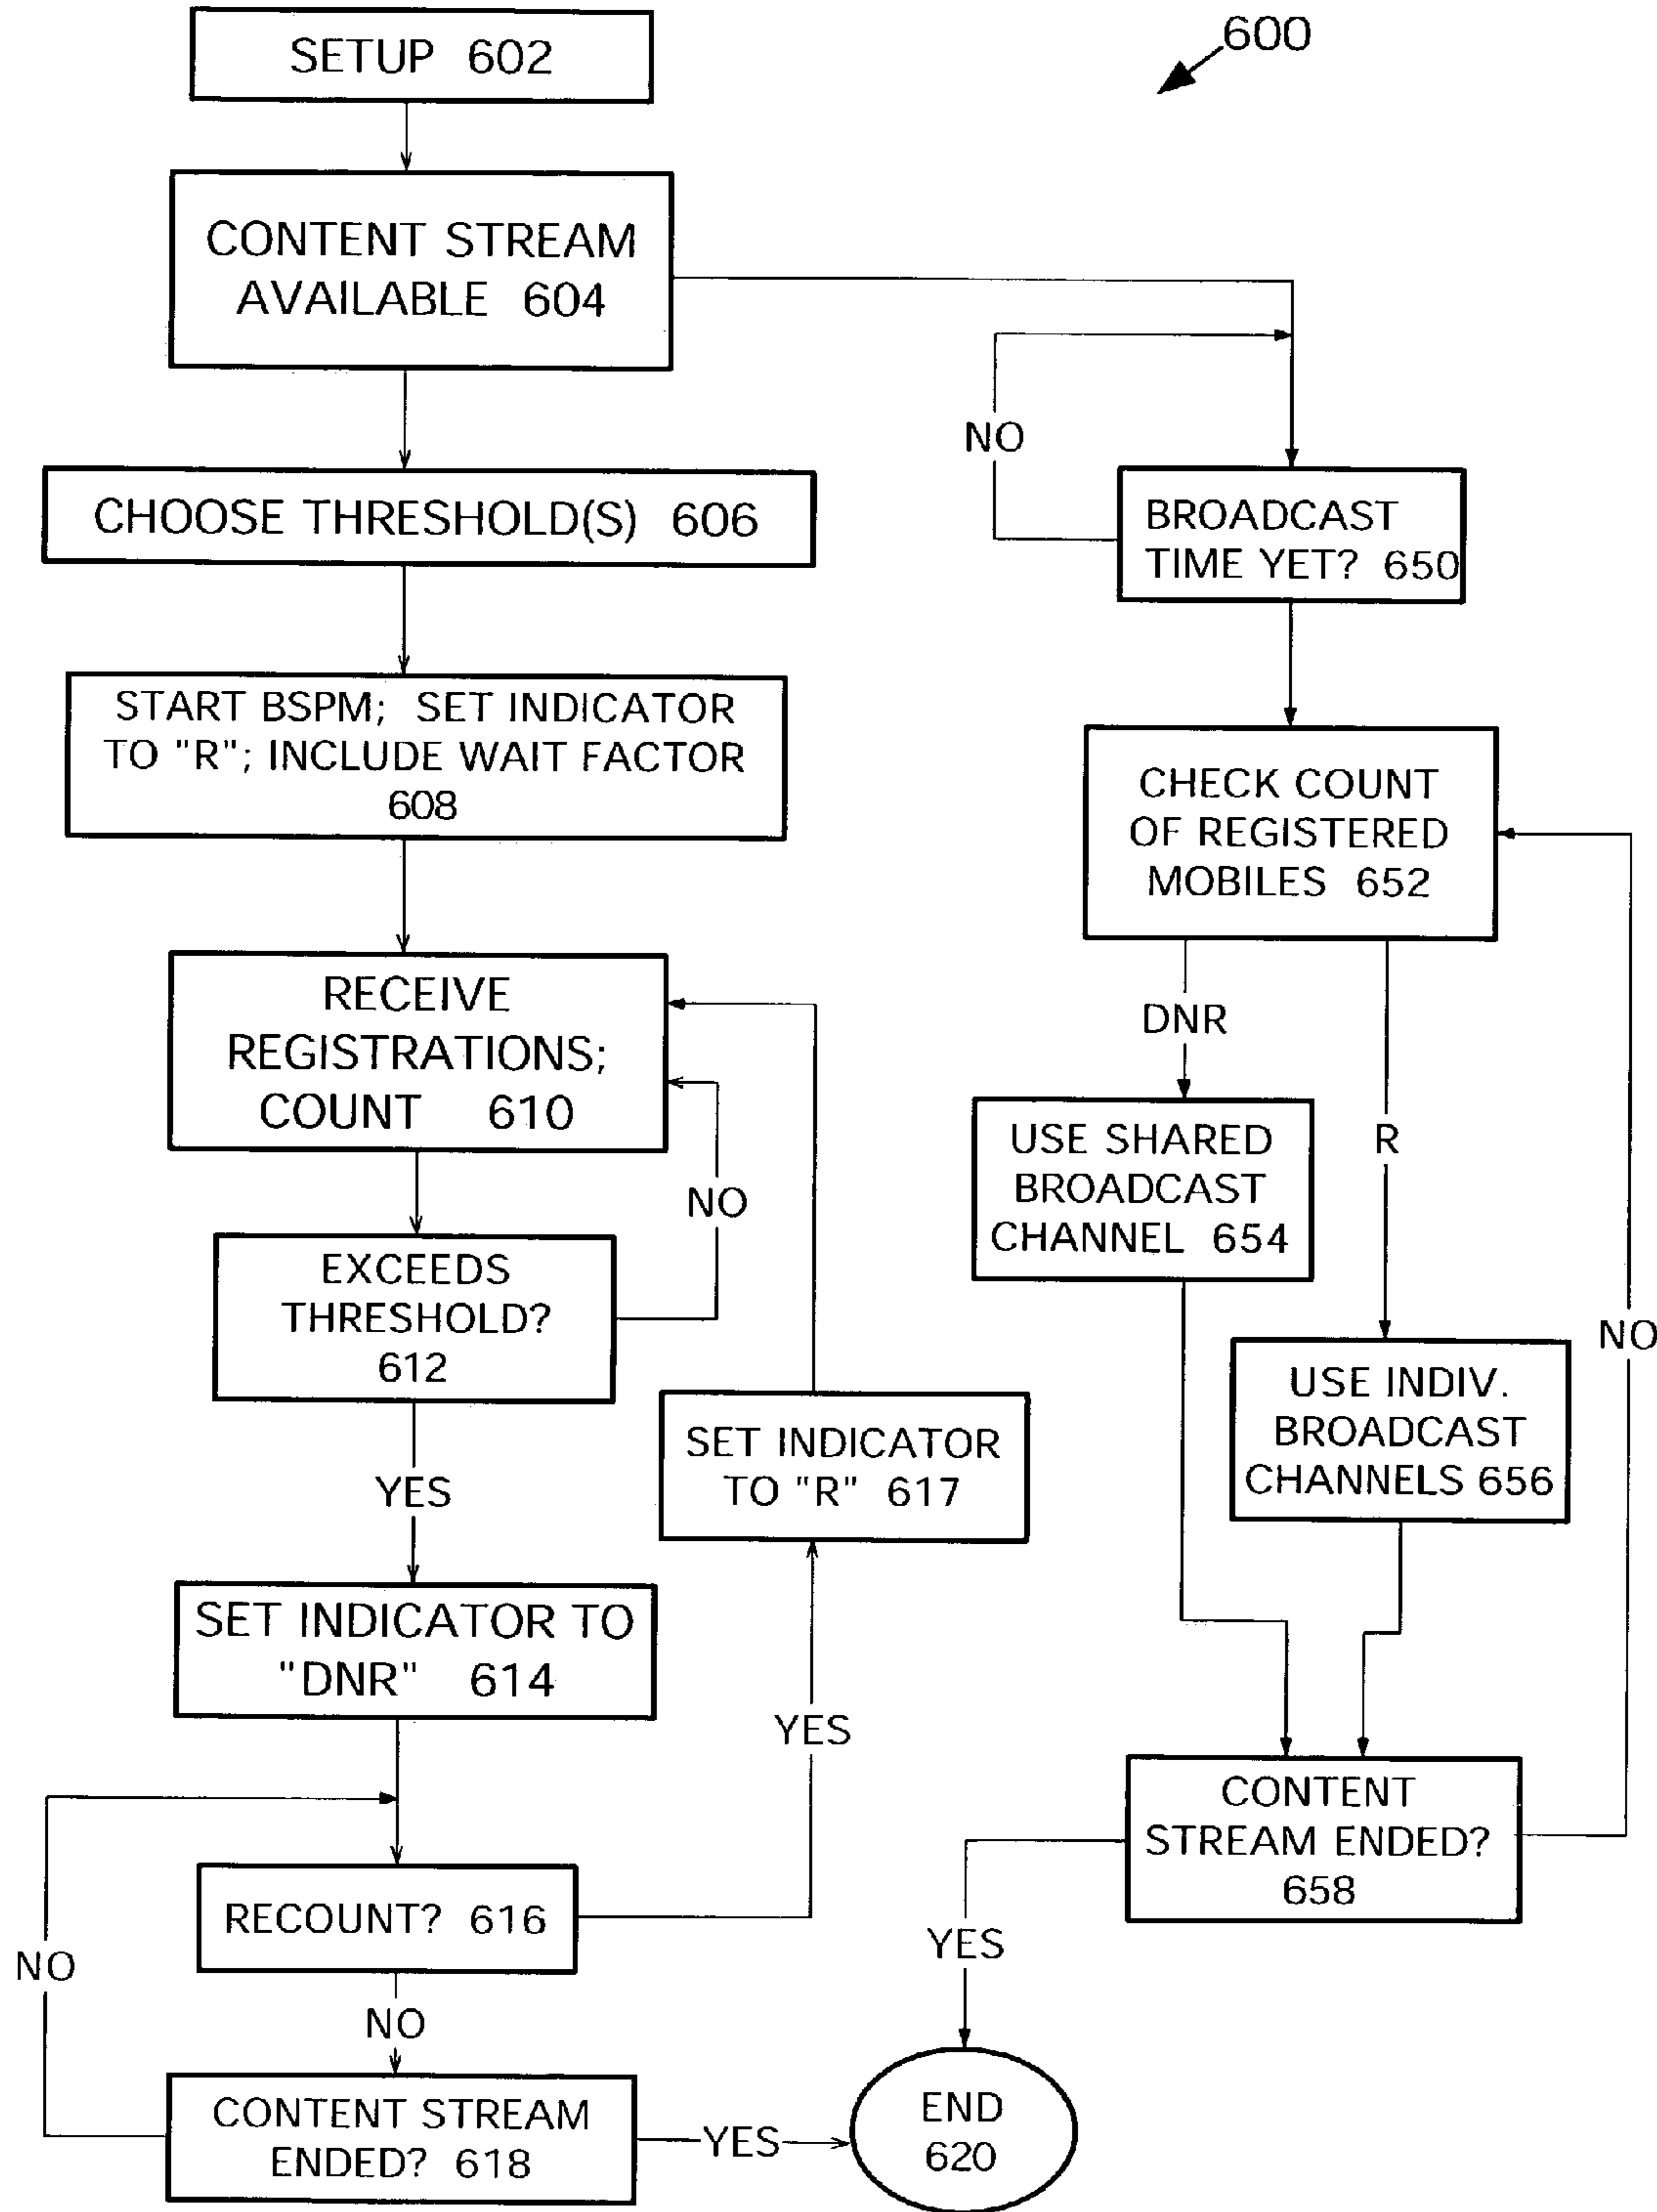 600
SETUP 602
CONTENT STREAM
AVAILABLE 604
CHOOSE THRESHOLD(S) 606
START BSPM; SET INDICATOR
TO "R"; INCLUDE WAIT FACTOR
608
RECEIVE
REGISTRATIONS;
COUNT 610
NO
EXCEEDS
THRESHOLD?
612
YES
SET INDICATOR
TO "R" 617
SET INDICATOR TO
"DNR" 614
YES
RECOUNT? 616
NO
NO
CONTENT STREAM
ENDED? 618
YES
END
620
NO
BROADCAST
TIME YET? 650
CHECK COUNT
OF REGISTERED
MOBILES 652
DNR
R
USE SHARED
BROADCAST
CHANNEL 654
USE INDIV.
BROADCAST
CHANNELS 656
NO
CONTENT
STREAM ENDED?
658
YES